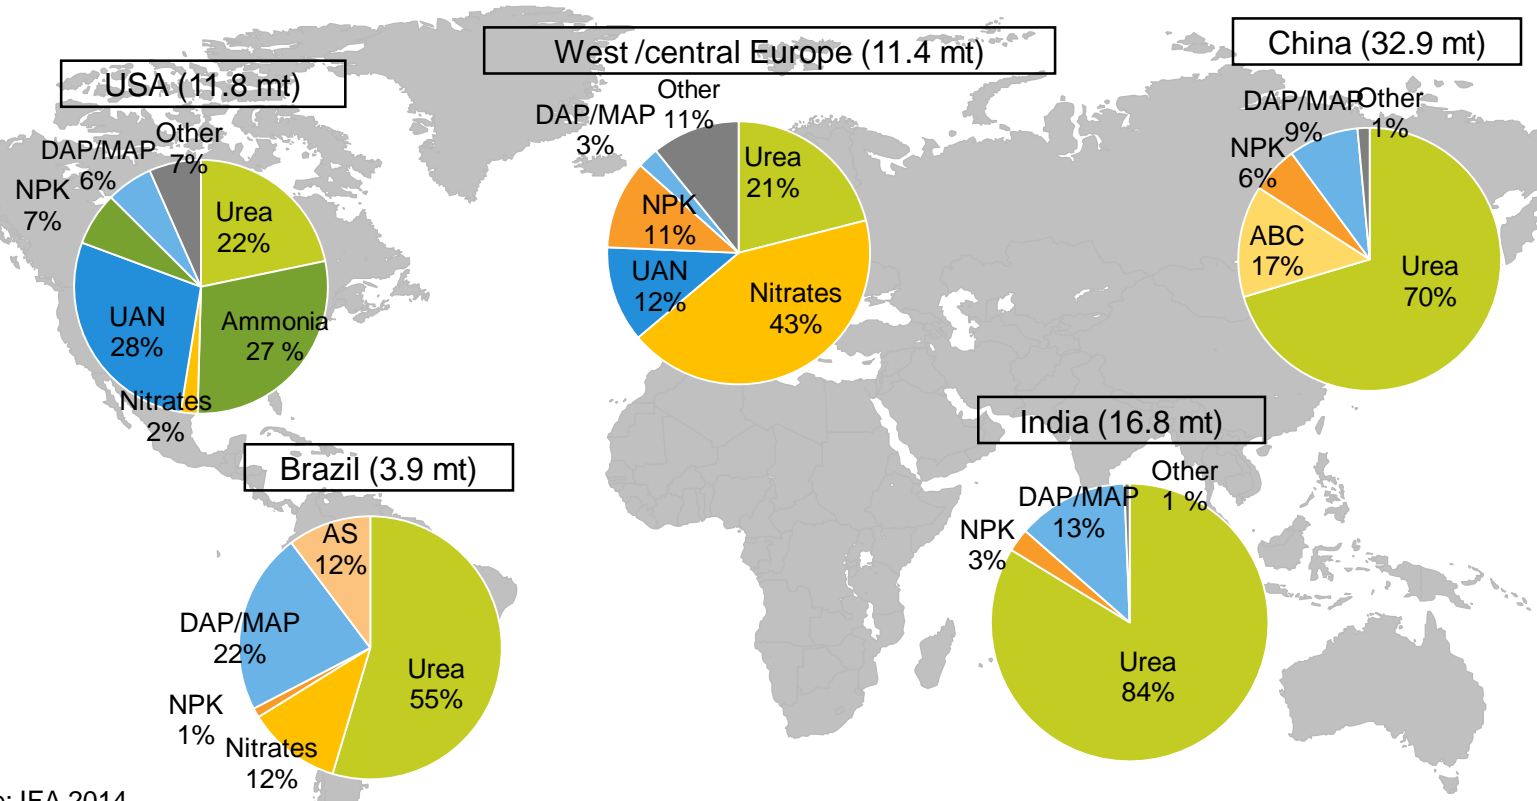 USA (11.8 mt)
Other
7%
DAP/MAP
6%
NPK
7%
Urea
22%
UAN
28%
Ammonia
27 %
Nitrates
2%
West /central Europe (11.4 mt)
Other
11%
DAP/MAP
3%
Urea
21%
NPK
11%
UAN
12%
Nitrates
43%
China (32.9 mt)
DAP/MAP
9%
Other
1%
NPK
6%
ABC
17%
Urea
70%
Brazil (3.9 mt)
AS
12%
DAP/MAP
22%
Urea
55%
NPK
1%
Nitrates
12%
India (16.8 mt)
Other
1 %
DAP/MAP
13%
NPK
3%
Urea
84%
IFA 2014